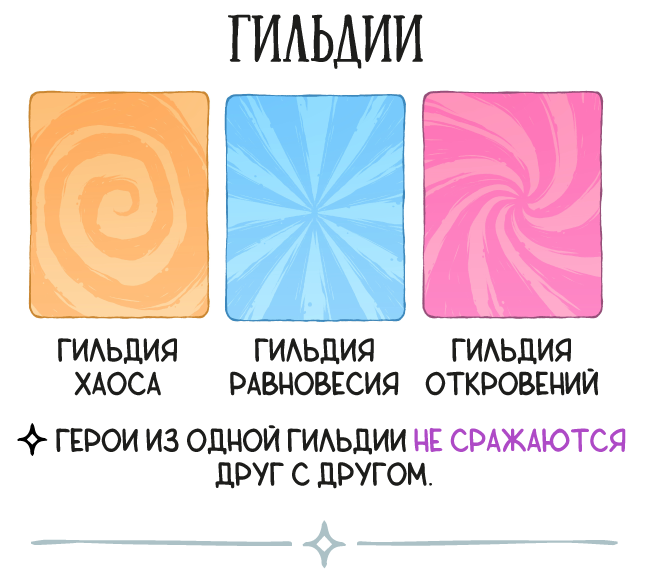 ГИЛЬДИИ
ГИЛЬДИЯ
ХАОСА
ГИЛЬДИЯ
РАВНОВЕСИЯ
ГИЛЬДИЯ
ОТКРОВЕНИЙ
ГЕРОИ ИЗ ОДНОЙ ГИЛЬДИИ НЕ СРАЖАЮТСЯ
ДРУГ С ДРУГОМ.